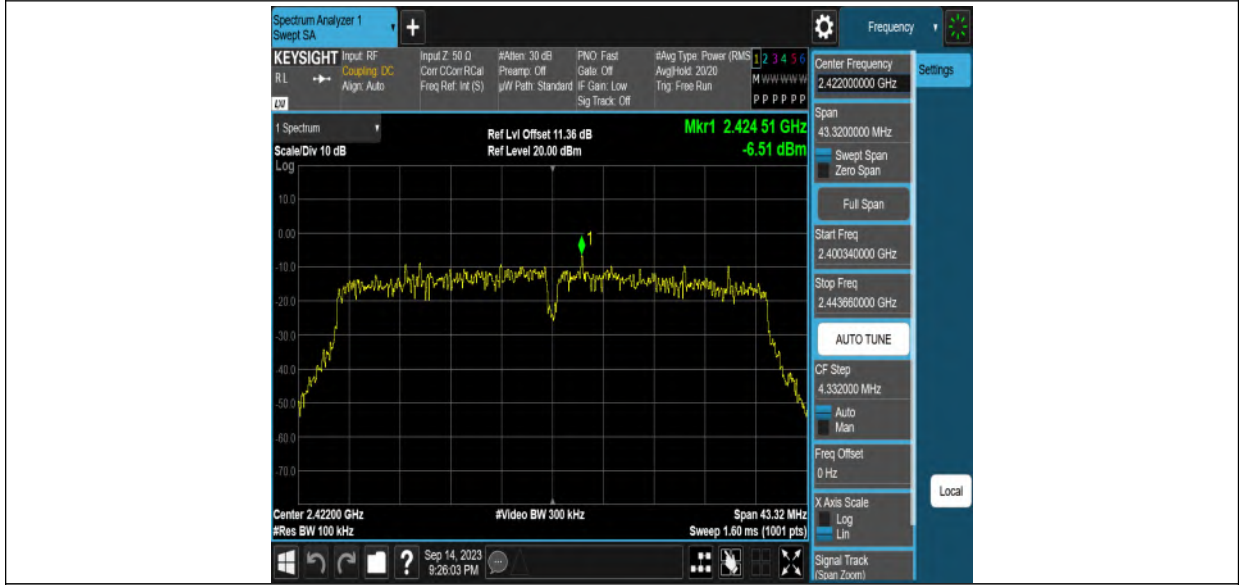 Spectrum Analyzer 1
Swept SA
+
Frequency
KEYSIGHT
RL
LXI
Input: RF
Coupling: DC
Align: Auto
Input Z: 50 Ω
Corr CCorr RCal
Freq Ref: Int (S)
#Atten: 30 dB
Preamp: Off
µW Path: Standard
PNO: Fast
Gate: Off
IF Gain: Low
Sig Track: Off
#Avg Type: Power (RMS
Avg|Hold: 20/20
Trig: Free Run
1 2 3 4 5 6
M W W W W W
P P P P P P
1 Spectrum
Scale/Div 10 dB
Ref Lvl Offset 11.36 dB
Ref Level 20.00 dBm
Mkr1 2.424 51 GHz
-6.51 dBm
Log
10.0
0.00
-10.0
-20.0
-30.0
-40.0
-50.0
-60.0
-70.0
1
Center 2.42200 GHz
#Res BW 100 kHz
#Video BW 300 kHz
Span 43.32 MHz
Sweep 1.60 ms (1001 pts)
Center Frequency
2.422000000 GHz
Settings
Span
43.3200000 MHz
Swept Span
Zero Span
Full Span
Start Freq
2.400340000 GHz
Stop Freq
2.443660000 GHz
AUTO TUNE
CF Step
4.332000 MHz
Auto
Man
Freq Offset
0 Hz
X Axis Scale
Log
Lin
Local
Signal Track
(Span Zoom)
?
Sep 14, 2023
9:26:03 PM